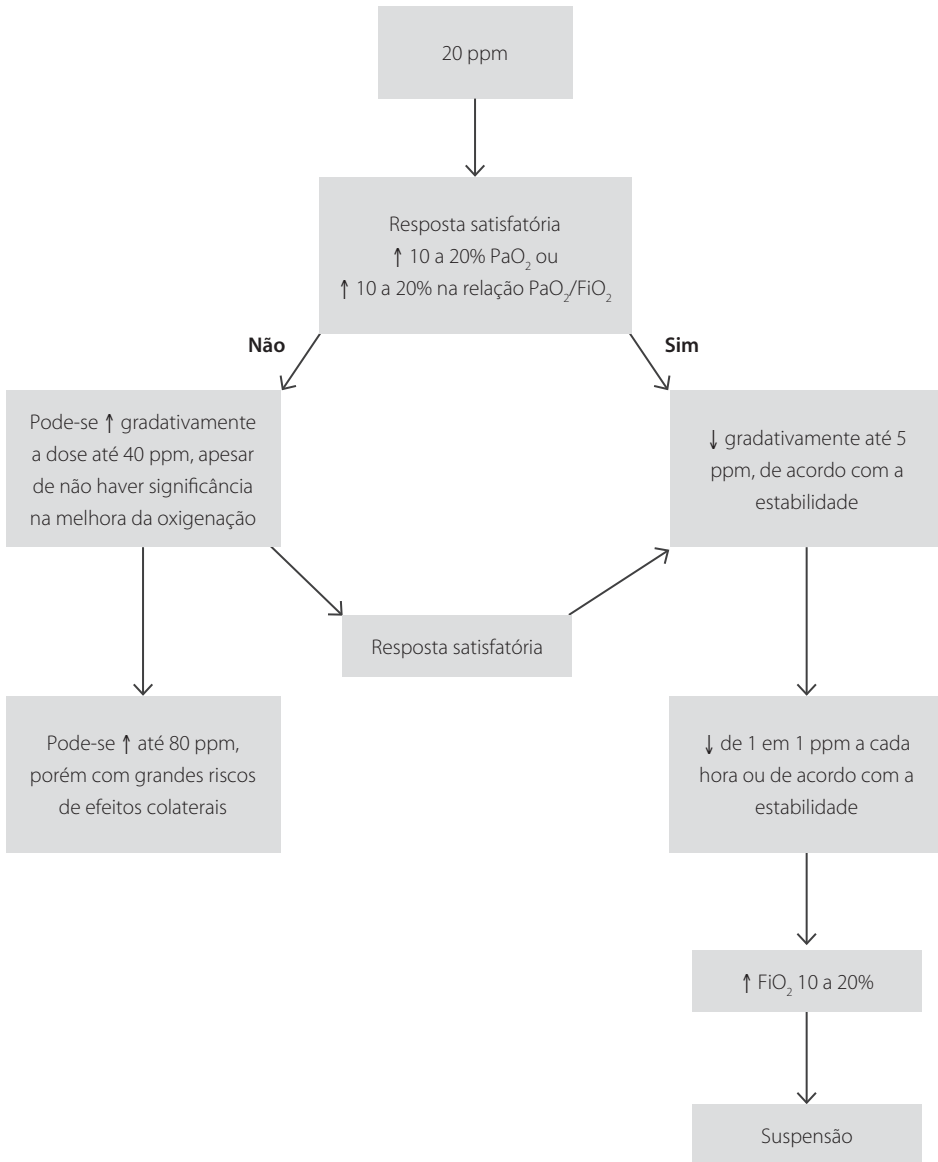 20 ppm
Resposta satisfatória
↑ 10 a 20% PaO₂ ou
↑ 10 a 20% na relação PaO₂/FiO₂
Não
Sim
Pode-se ↑ gradativamente
a dose até 40 ppm, apesar
de não haver significância
na melhora da oxigenação
↓ gradativamente até 5
ppm, de acordo com a
estabilidade
Resposta satisfatória
Pode-se ↑ até 80 ppm,
porém com grandes riscos
de efeitos colaterais
↓ de 1 em 1 ppm a cada
hora ou de acordo com a
estabilidade
↑ FiO₂ 10 a 20%
Suspensão